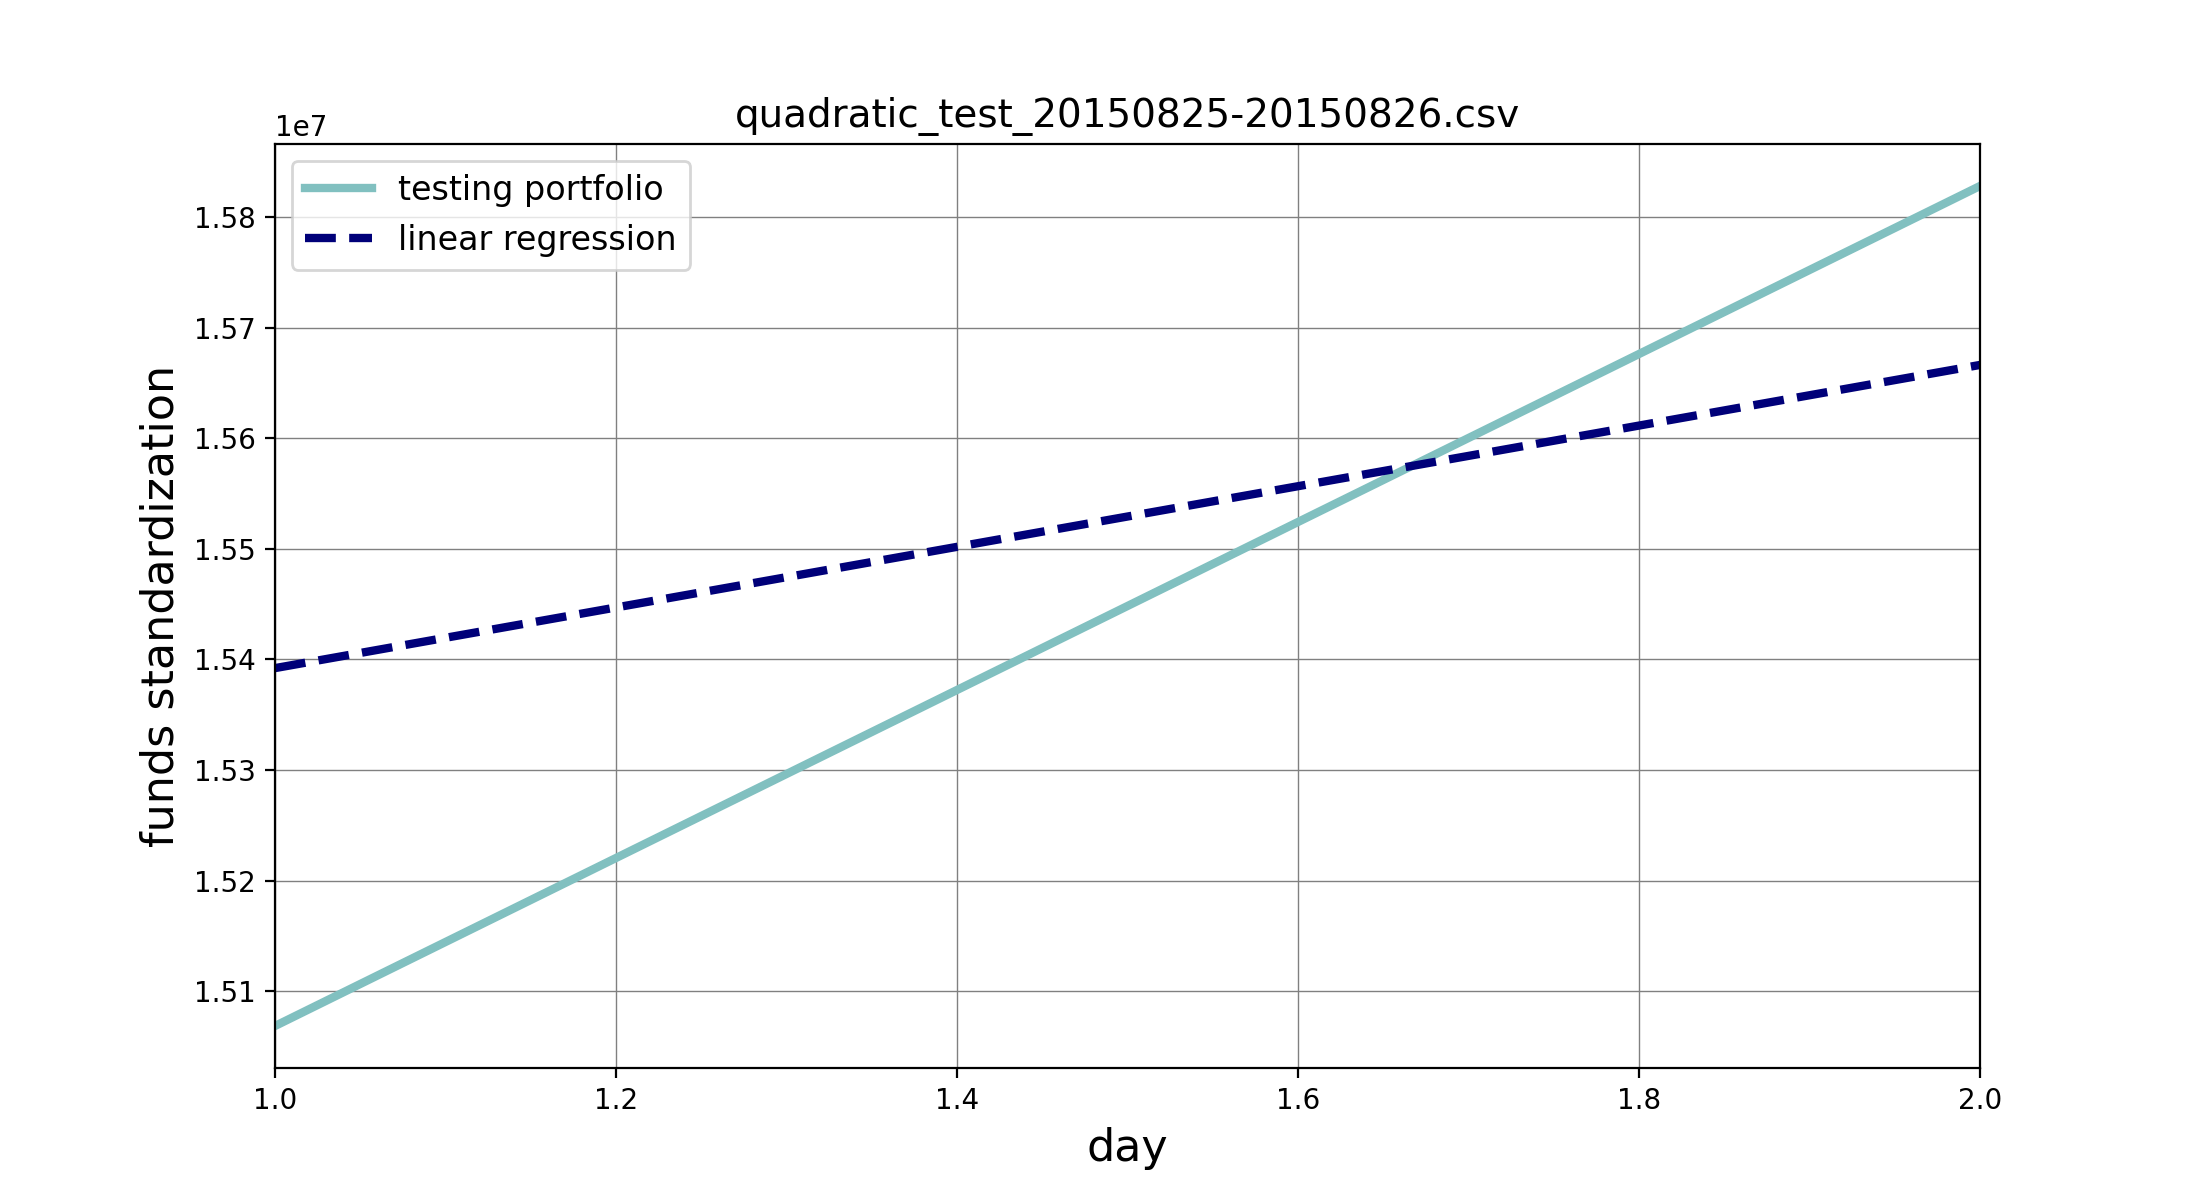 quadratic_test_20150825-20150826.csv
1e7
testing portfolio
linear regression
1.58
1.57
1.56
1.55
1.54
1.53
1.52
1.51
funds standardization
1.0 1.2 1.4 1.6 1.8 2.0
day